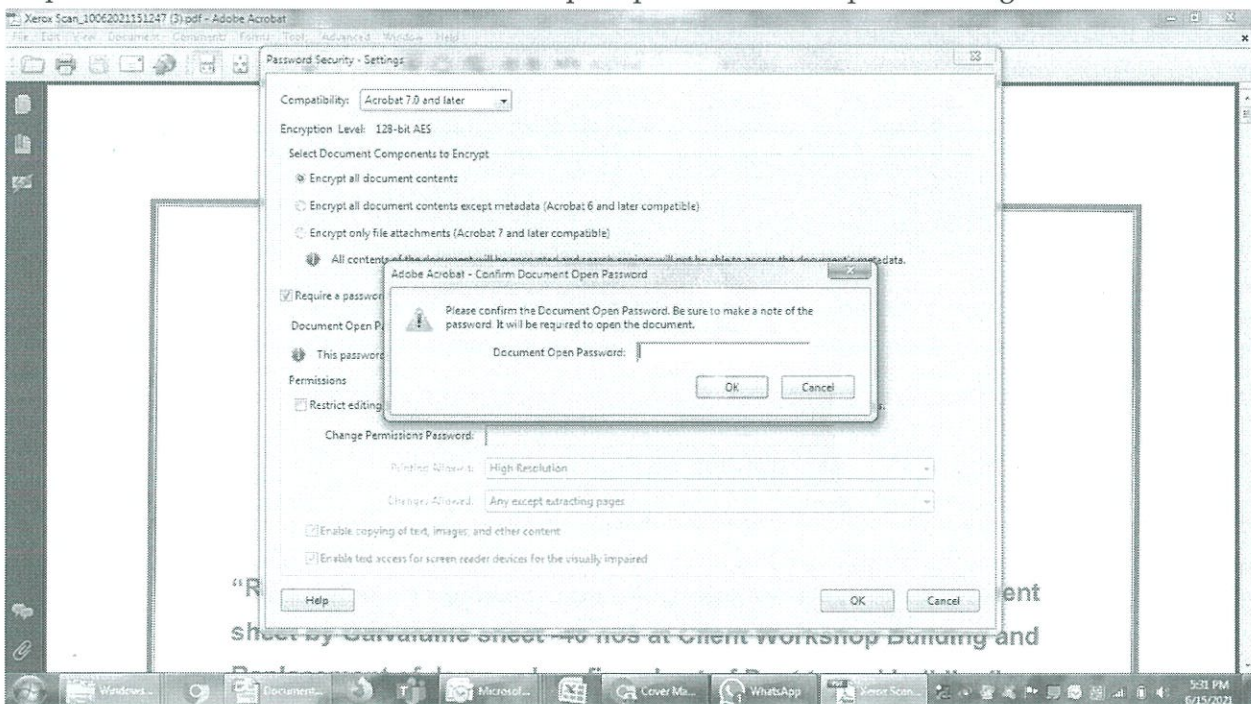 Xerox Scan_10062021151247 (3).pdf - Adobe Acrobat
File Edit View Document Comments Forms Tools Advanced Window Help
Password Security - Settings
Compatibility: Acrobat 7.0 and later
Encryption Level: 128-bit AES
Select Document Components to Encrypt
Encrypt all document contents
Encrypt all document contents except metadata (Acrobat 6 and later compatible)
Encrypt only file attachments (Acrobat 7 and later compatible)
All contents of the document will be encrypted and search engines will not be able to access the document's metadata.
Adobe Acrobat - Confirm Document Open Password
Require a passwor
Please confirm the Document Open Password. Be sure to make a note of the
password. It will be required to open the document.
Document Open P
Document Open Password:
This password
OK Cancel
Permissions
Restrict editing
Change Permissions Password:
Printing Allowed: High Resolution
Changes Allowed: Any except extracting pages
Enable copying of text, images, and other content
Enable text access for screen reader devices for the visually impaired
Help OK Cancel
"R ent
sheet by Galvalume sheet -40 nos at Client Workshop Building and
Windows... Document... Microsof... Cover Ma... WhatsApp Xerox Scan...
5:31 PM
6/15/2021